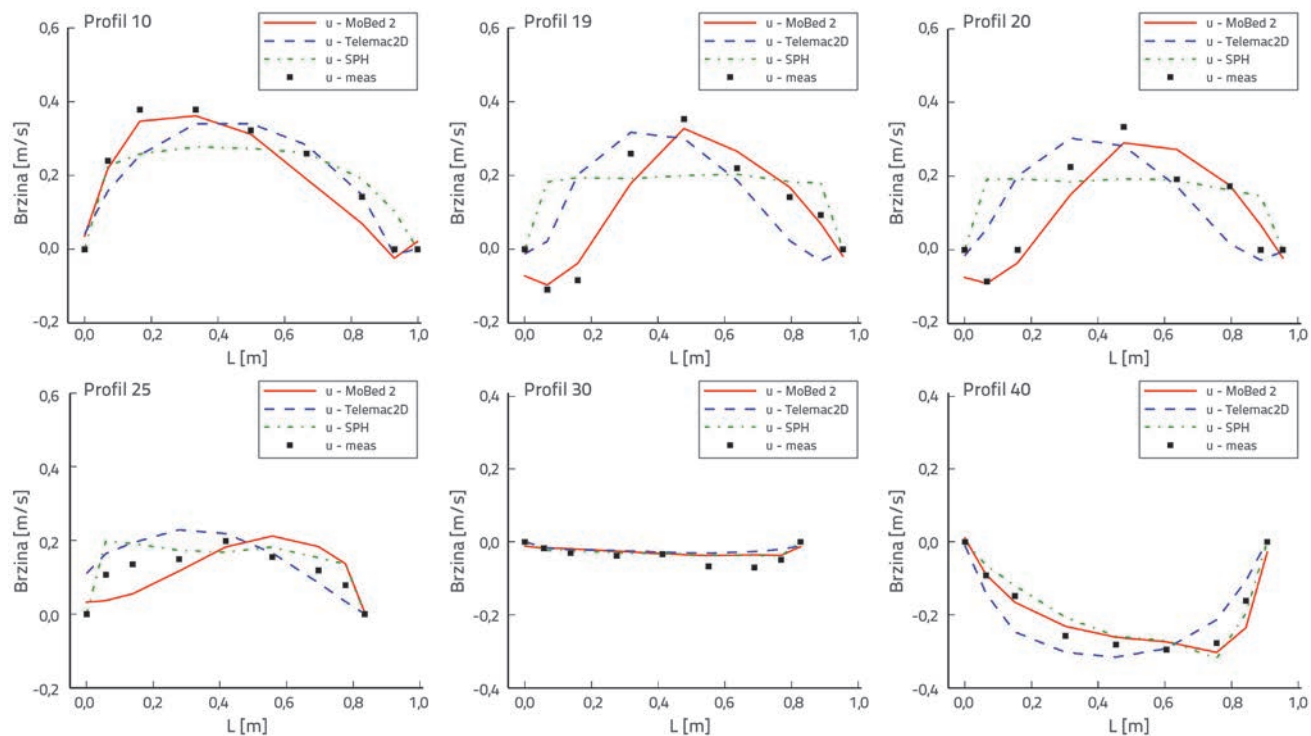 Profil 10
u - MoBed 2
u - Telemac2D
u - SPH
u - meas
Brzina [m/s]
0,6
0,4
0,2
0,0
-0,2
0,0 0,2 0,4 0,6 0,8 1,0
L [m]
Profil 19
u - MoBed 2
u - Telemac2D
u - SPH
u - meas
Brzina [m/s]
0,6
0,4
0,2
0,0
-0,2
0,0 0,2 0,4 0,6 0,8 1,0
L [m]
Profil 20
u - MoBed 2
u - Telemac2D
u - SPH
u - meas
Brzina [m/s]
0,6
0,4
0,2
0,0
-0,2
0,0 0,2 0,4 0,6 0,8 1,0
L [m]
Profil 25
u - MoBed 2
u - Telemac2D
u - SPH
u - meas
Brzina [m/s]
0,6
0,4
0,2
0,0
-0,2
0,0 0,2 0,4 0,6 0,8 1,0
L [m]
Profil 30
u - MoBed 2
u - Telemac2D
u - SPH
u - meas
Brzina [m/s]
0,4
0,2
0,0
-0,2
-0,4
0,0 0,2 0,4 0,6 0,8 1,0
L [m]
Profil 40
u - MoBed 2
u - Telemac2D
u - SPH
u - meas
Brzina [m/s]
0,4
0,2
0,0
-0,2
-0,4
0,0 0,2 0,4 0,6 0,8 1,0
L [m]